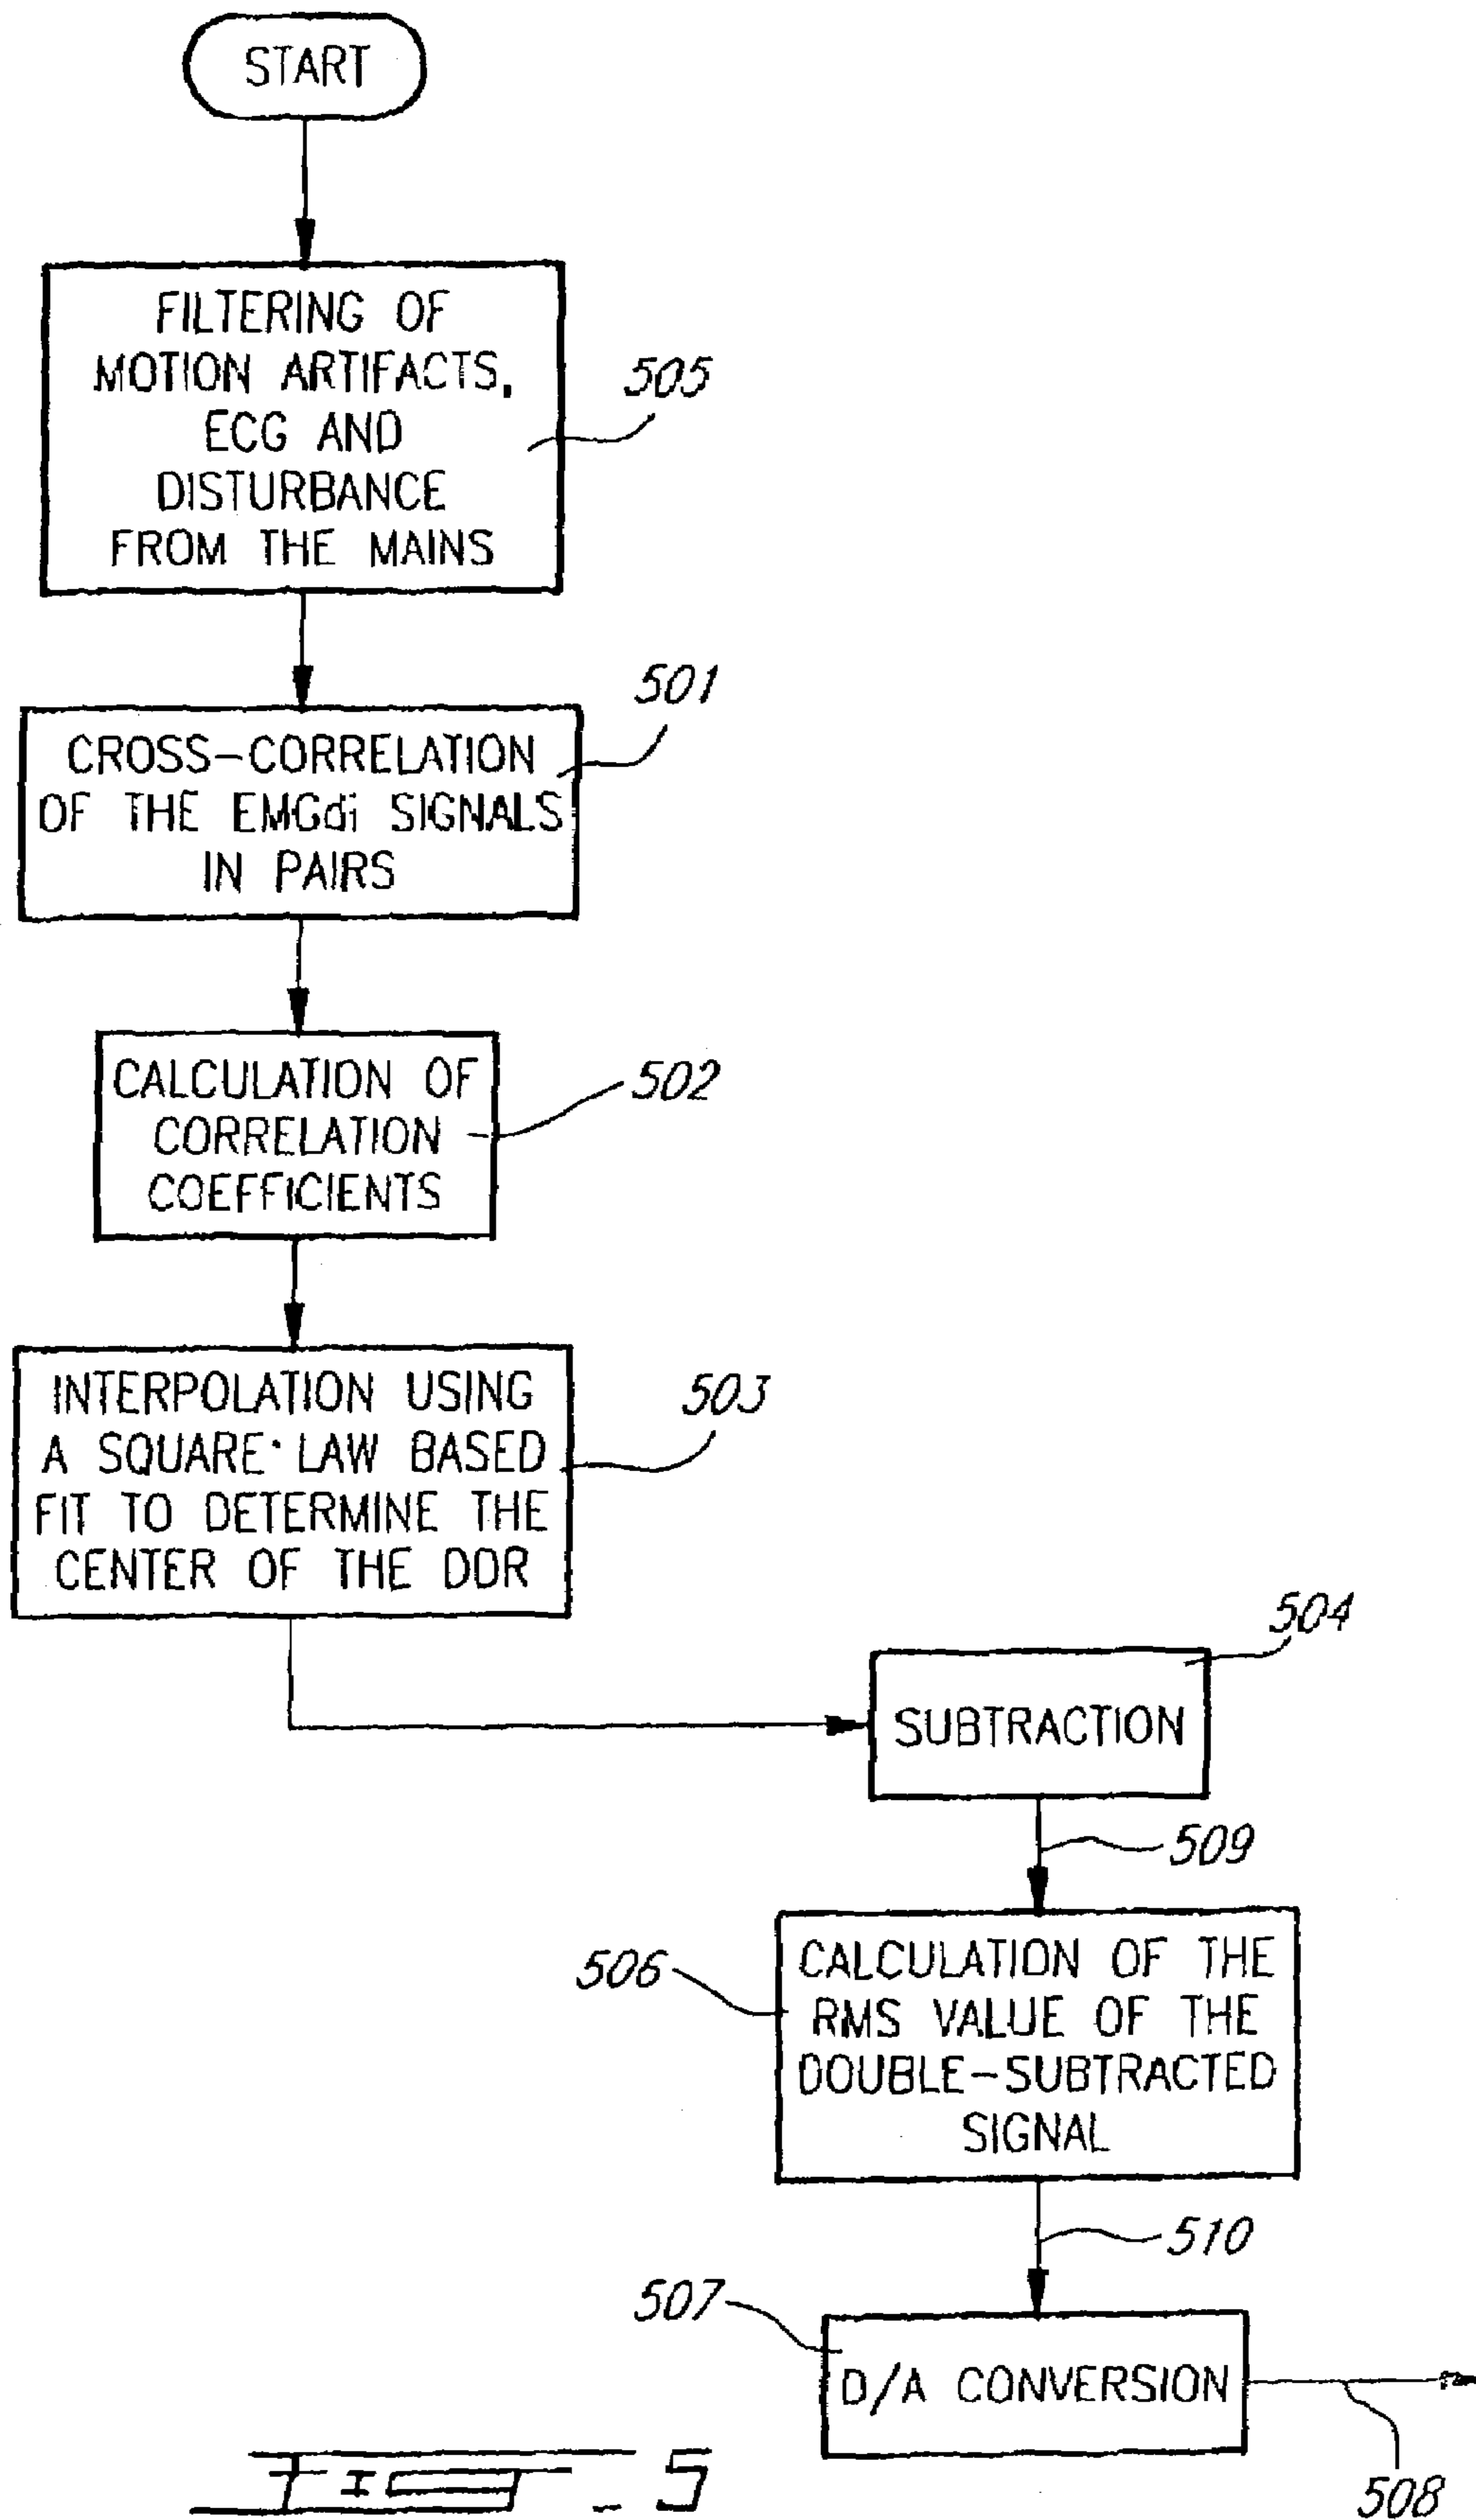 START
FILTERING OF
MOTION ARTIFACTS,
ECG AND
DISTURBANCE
FROM THE MAINS
505
CROSS-CORRELATION
OF THE EMGdi SIGNALS
IN PAIRS
501
CALCULATION OF
CORRELATION
COEFFICIENTS
502
INTERPOLATION USING
A SQUARE-LAW BASED
FIT TO DETERMINE THE
CENTER OF THE DDR
503
SUBTRACTION
504
509
CALCULATION OF THE
RMS VALUE OF THE
DOUBLE-SUBTRACTED
SIGNAL
506
510
D/A CONVERSION
507
508
FIG_5